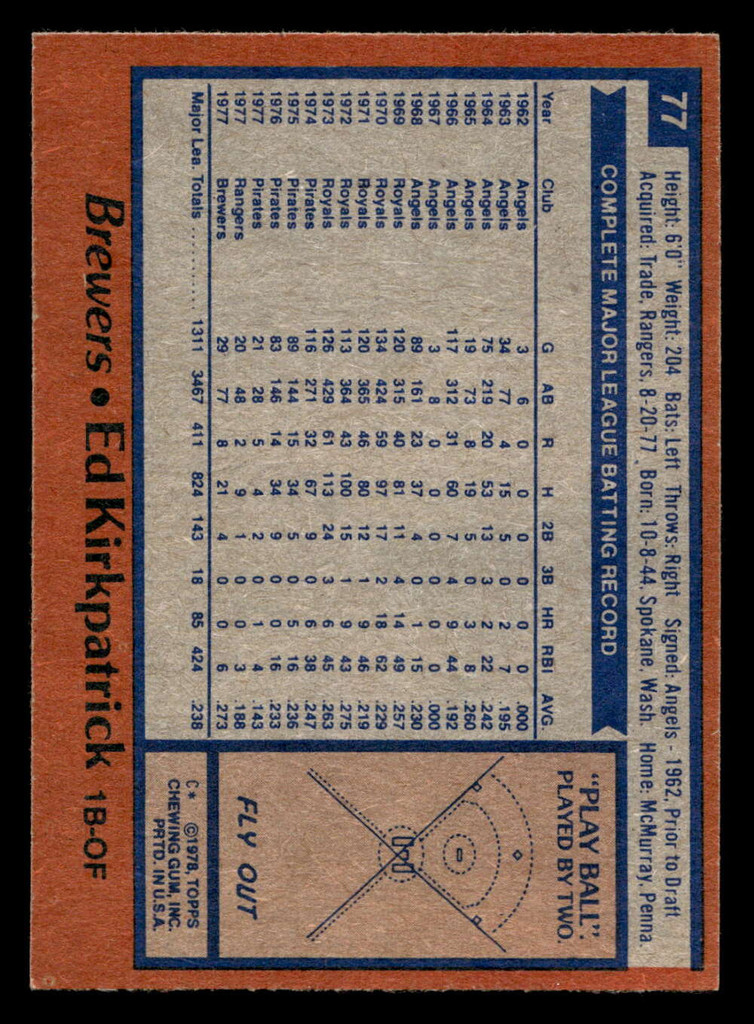 77
Height: 6'0" Weight: 204 Bats: Left Throws: Right Signed: Angels - 1962, Prior to Draft
Acquired: Trade, Rangers, 8-20-77 Born: 10-8-44, Spokane, Wash. Home: McMurray, Penna.
COMPLETE MAJOR LEAGUE BATTING RECORD
Year Club G AB R H 2B 3B HR RBI AVG.
1962 Angels 3 6 0 0 0 0 0 0 .000
1963 Angels 34 77 4 15 5 0 2 7 .195
1964 Angels 75 219 20 53 13 3 2 22 .242
1965 Angels 19 73 8 19 5 0 3 8 .260
1966 Angels 117 312 31 60 7 4 9 44 .192
1967 Angels 3 8 0 0 0 0 0 0 .000
1968 Angels 89 161 23 37 4 0 1 15 .230
1969 Royals 120 315 40 81 11 4 14 49 .257
1970 Royals 134 424 59 97 17 2 18 62 .229
1971 Royals 120 365 46 80 12 1 9 46 .219
1972 Royals 113 364 43 100 15 1 9 43 .275
1973 Royals 126 429 61 113 24 3 6 45 .263
1974 Pirates 116 271 32 67 9 0 6 38 .247
1975 Pirates 89 144 15 34 5 0 5 16 .236
1976 Pirates 83 146 14 34 9 0 0 16 .233
1977 Pirates 21 28 5 4 2 0 1 4 .143
1977 Rangers 20 48 2 9 1 0 0 3 .188
1977 Brewers 29 77 8 21 4 0 0 6 .273
Major Lea. Totals 1311 3467 411 824 143 18 85 424 .238
"PLAY BALL".
PLAYED BY TWO.
FLY OUT
C* ©1978, TOPPS
CHEWING GUM, INC.
PRTD. IN U.S.A.
Brewers • Ed Kirkpatrick 1B-OF